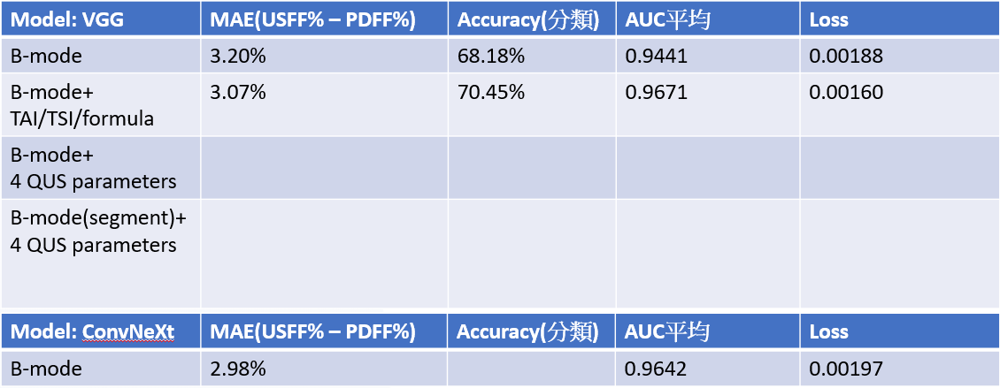 Model: VGG MAE(USFF% – PDFF%) Accuracy(分類) AUC平均 Loss
B-mode 3.20% 68.18% 0.9441 0.00188
B-mode+ 3.07% 70.45% 0.9671 0.00160
TAI/TSI/formula
B-mode+
4 QUS parameters
B-mode(segment)+
4 QUS parameters
Model: ConvNeXt MAE(USFF% – PDFF%) Accuracy(分類) AUC平均 Loss
B-mode 2.98% 0.9642 0.00197